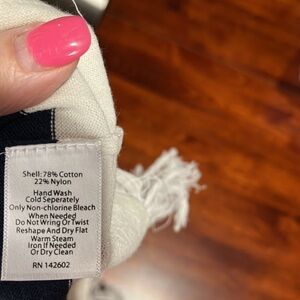 Shell: 78% Cotton
22% Nylon
Hand Wash
Cold Seperately
Only Non-chlorine Bleach
When Needed
Do Not Wring or Twist
Reshape And Dry Flat
Warm Steam
Iron If Needed
Or Dry Clean
RN 142602